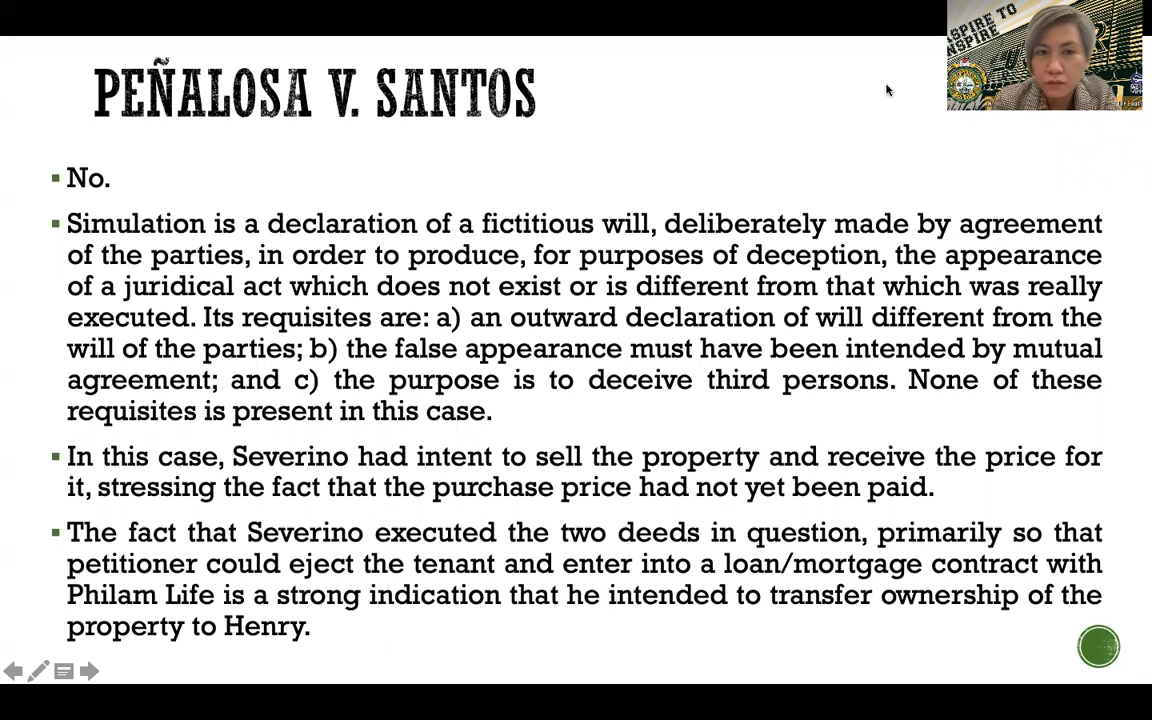 PEÑALOSA V. SANTOS
No.
Simulation is a declaration of a fictitious will, deliberately made by agreement
of the parties, in order to produce, for purposes of deception, the appearance
of a juridical act which does not exist or is different from that which was really
executed. Its requisites are: a) an outward declaration of will different from the
will of the parties; b) the false appearance must have been intended by mutual
agreement; and c) the purpose is to deceive third persons. None of these
requisites is present in this case.
In this case, Severino had intent to sell the property and receive the price for
it, stressing the fact that the purchase price had not yet been paid.
The fact that Severino executed the two deeds in question, primarily so that
petitioner could eject the tenant and enter into a loan/mortgage contract with
Philam Life is a strong indication that he intended to transfer ownership of the
property to Henry.